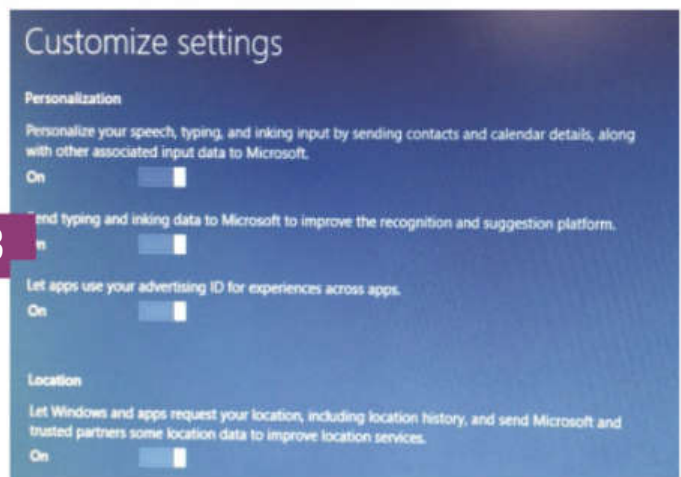 Customize settings
Personalization
Personalize your speech, typing, and inking input by sending contacts and calendar details, along
with other associated input data to Microsoft.
On
end typing and inking data to Microsoft to improve the recognition and suggestion platform.
n
Let apps use your advertising ID for experiences across apps.
On
Location
Let Windows and apps request your location, including location history, and send Microsoft and
trusted partners some location data to improve location services.
On